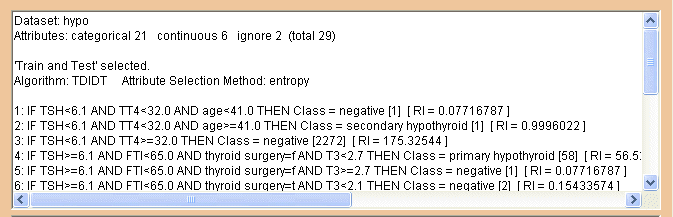 Dataset: hypo
Attributes: categorical 21 continuous 6 ignore 2 (total 29)
'Train and Test' selected.
Algorithm: TDIDT Attribute Selection Method: entropy
1: IF TSH<6.1 AND TT4<32.0 AND age<41.0 THEN Class = negative [1] [ RI = 0.07716787 ]
2: IF TSH<6.1 AND TT4<32.0 AND age>=41.0 THEN Class = secondary hypothyroid [1] [ RI = 0.9996022 ]
3: IF TSH<6.1 AND TT4>=32.0 THEN Class = negative [2272] [ RI = 175.32544 ]
4: IF TSH>=6.1 AND FTI<65.0 AND thyroid surgery=f AND T3<2.7 THEN Class = primary hypothyroid [58] [ RI = 56.5
5: IF TSH>=6.1 AND FTI<65.0 AND thyroid surgery=f AND T3>=2.7 THEN Class = negative [1] [ RI = 0.07716787 ]
6: IF TSH>=6.1 AND FTI<65.0 AND thyroid surgery=t AND T3<2.1 THEN Class = negative [2] [ RI = 0.15433574 ]